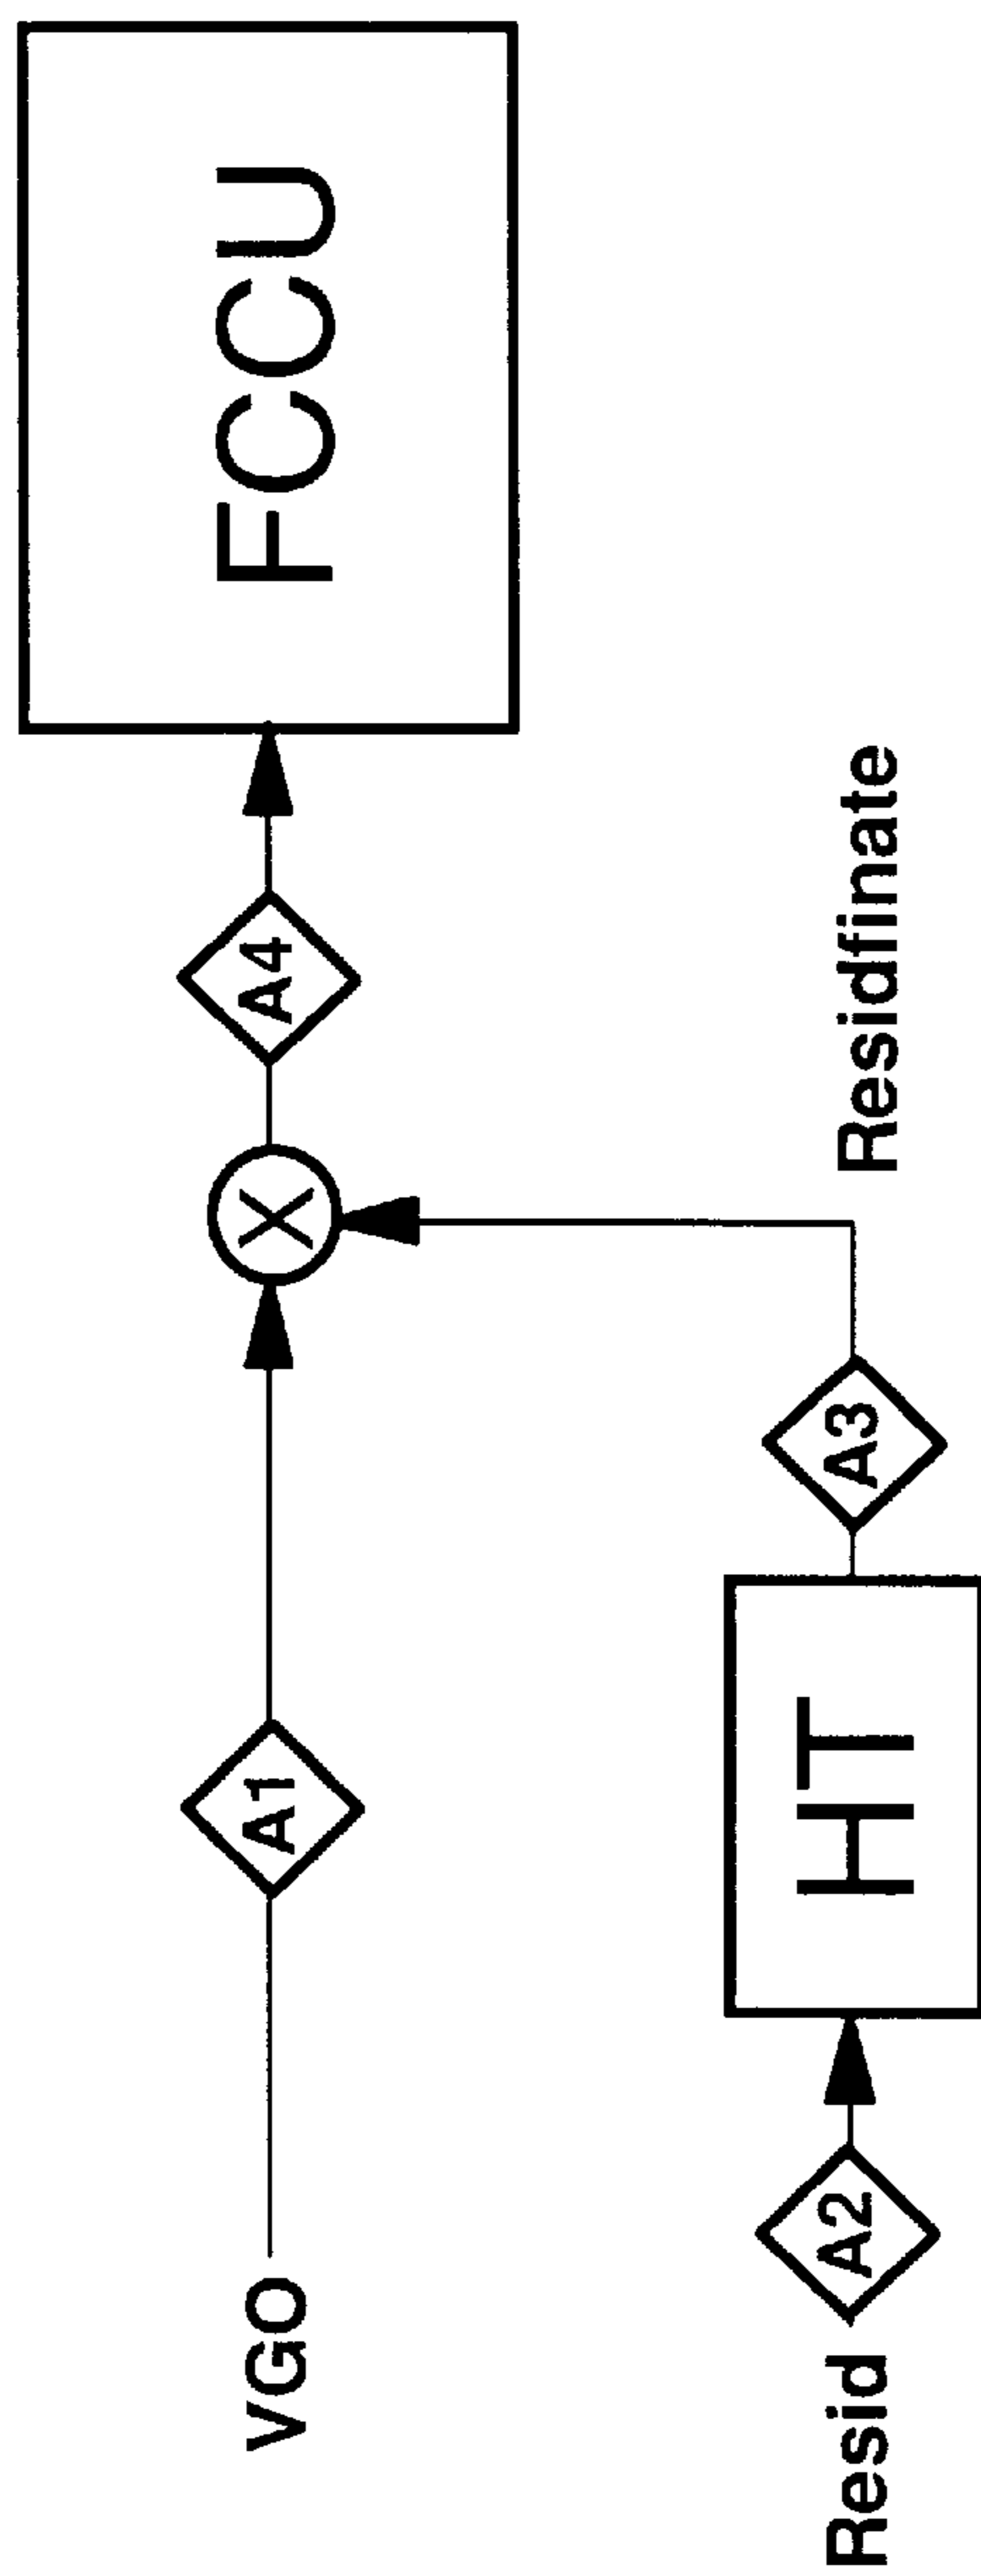 VGO
A1
X
A4
FCCU
Resid
A2
HT
A3
Residfinate